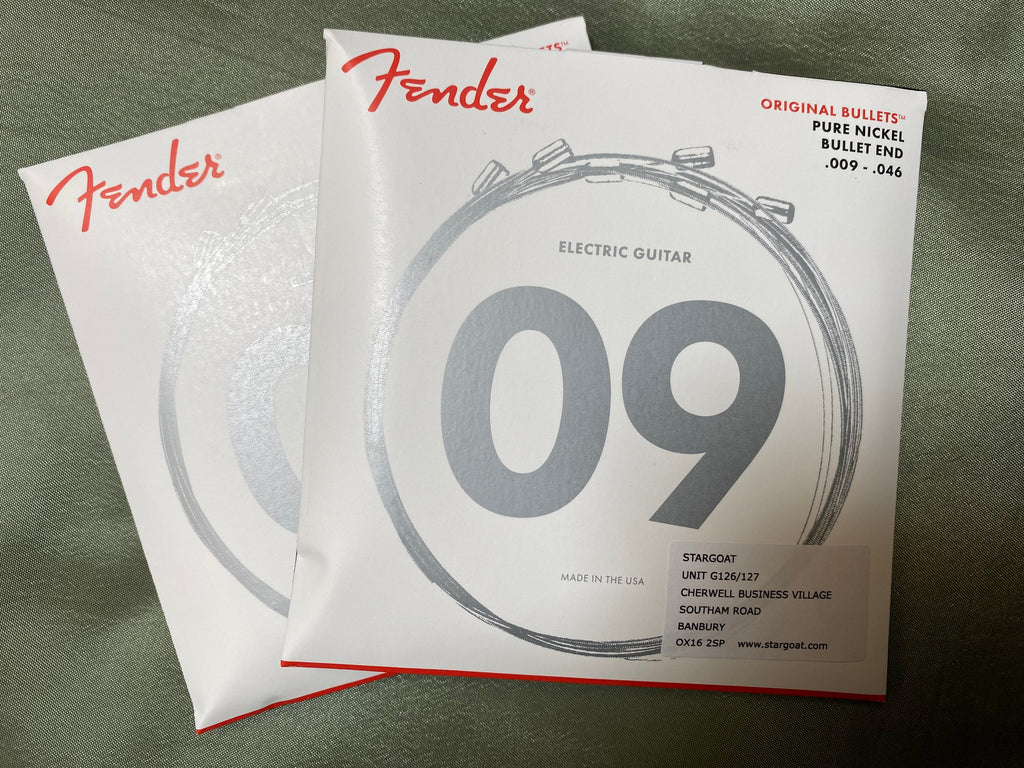 Fender®
ORIGINAL BULLETS™
PURE NICKEL
BULLET END
.009 - .046
ELECTRIC GUITAR
09
MADE IN THE USA
STARGOAT
UNIT G126/127
CHERWELL BUSINESS VILLAGE
SOUTHAM ROAD
BANBURY
OX16 2SP www.stargoat.com
Fender®